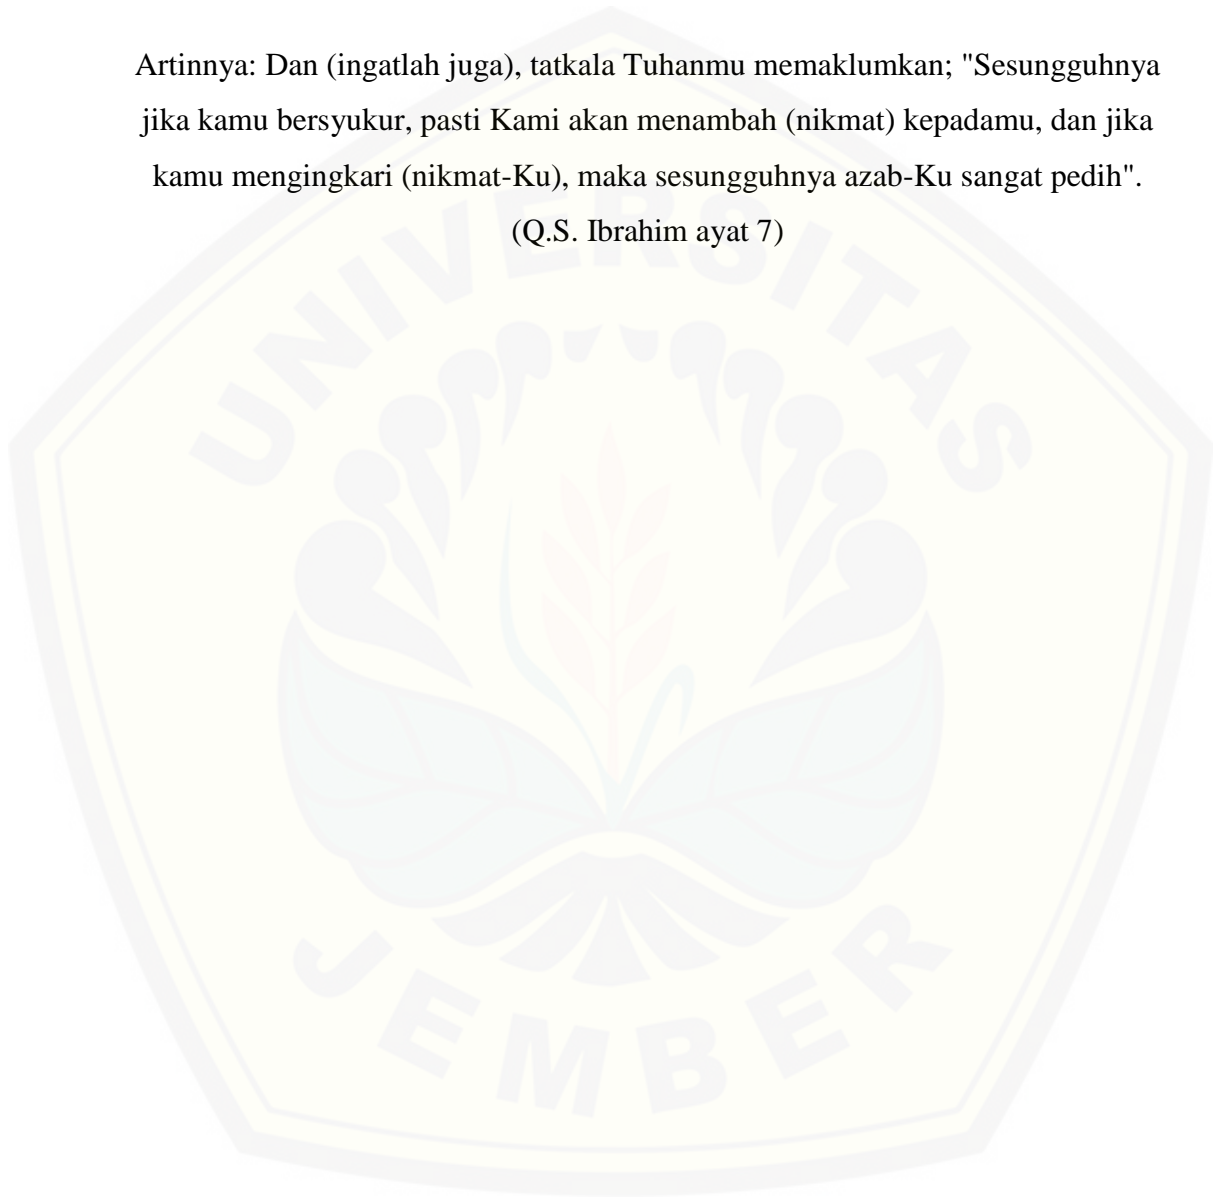 Artinnya: Dan (ingatlah juga), tatkala Tuhanmu memaklumkan; "Sesungguhnya
jika kamu bersyukur, pasti Kami akan menambah (nikmat) kepadamu, dan jika
kamu mengingkari (nikmat-Ku), maka sesungguhnya azab-Ku sangat pedih".
(Q.S. Ibrahim ayat 7)
UNIVERSITAS
JEMBER